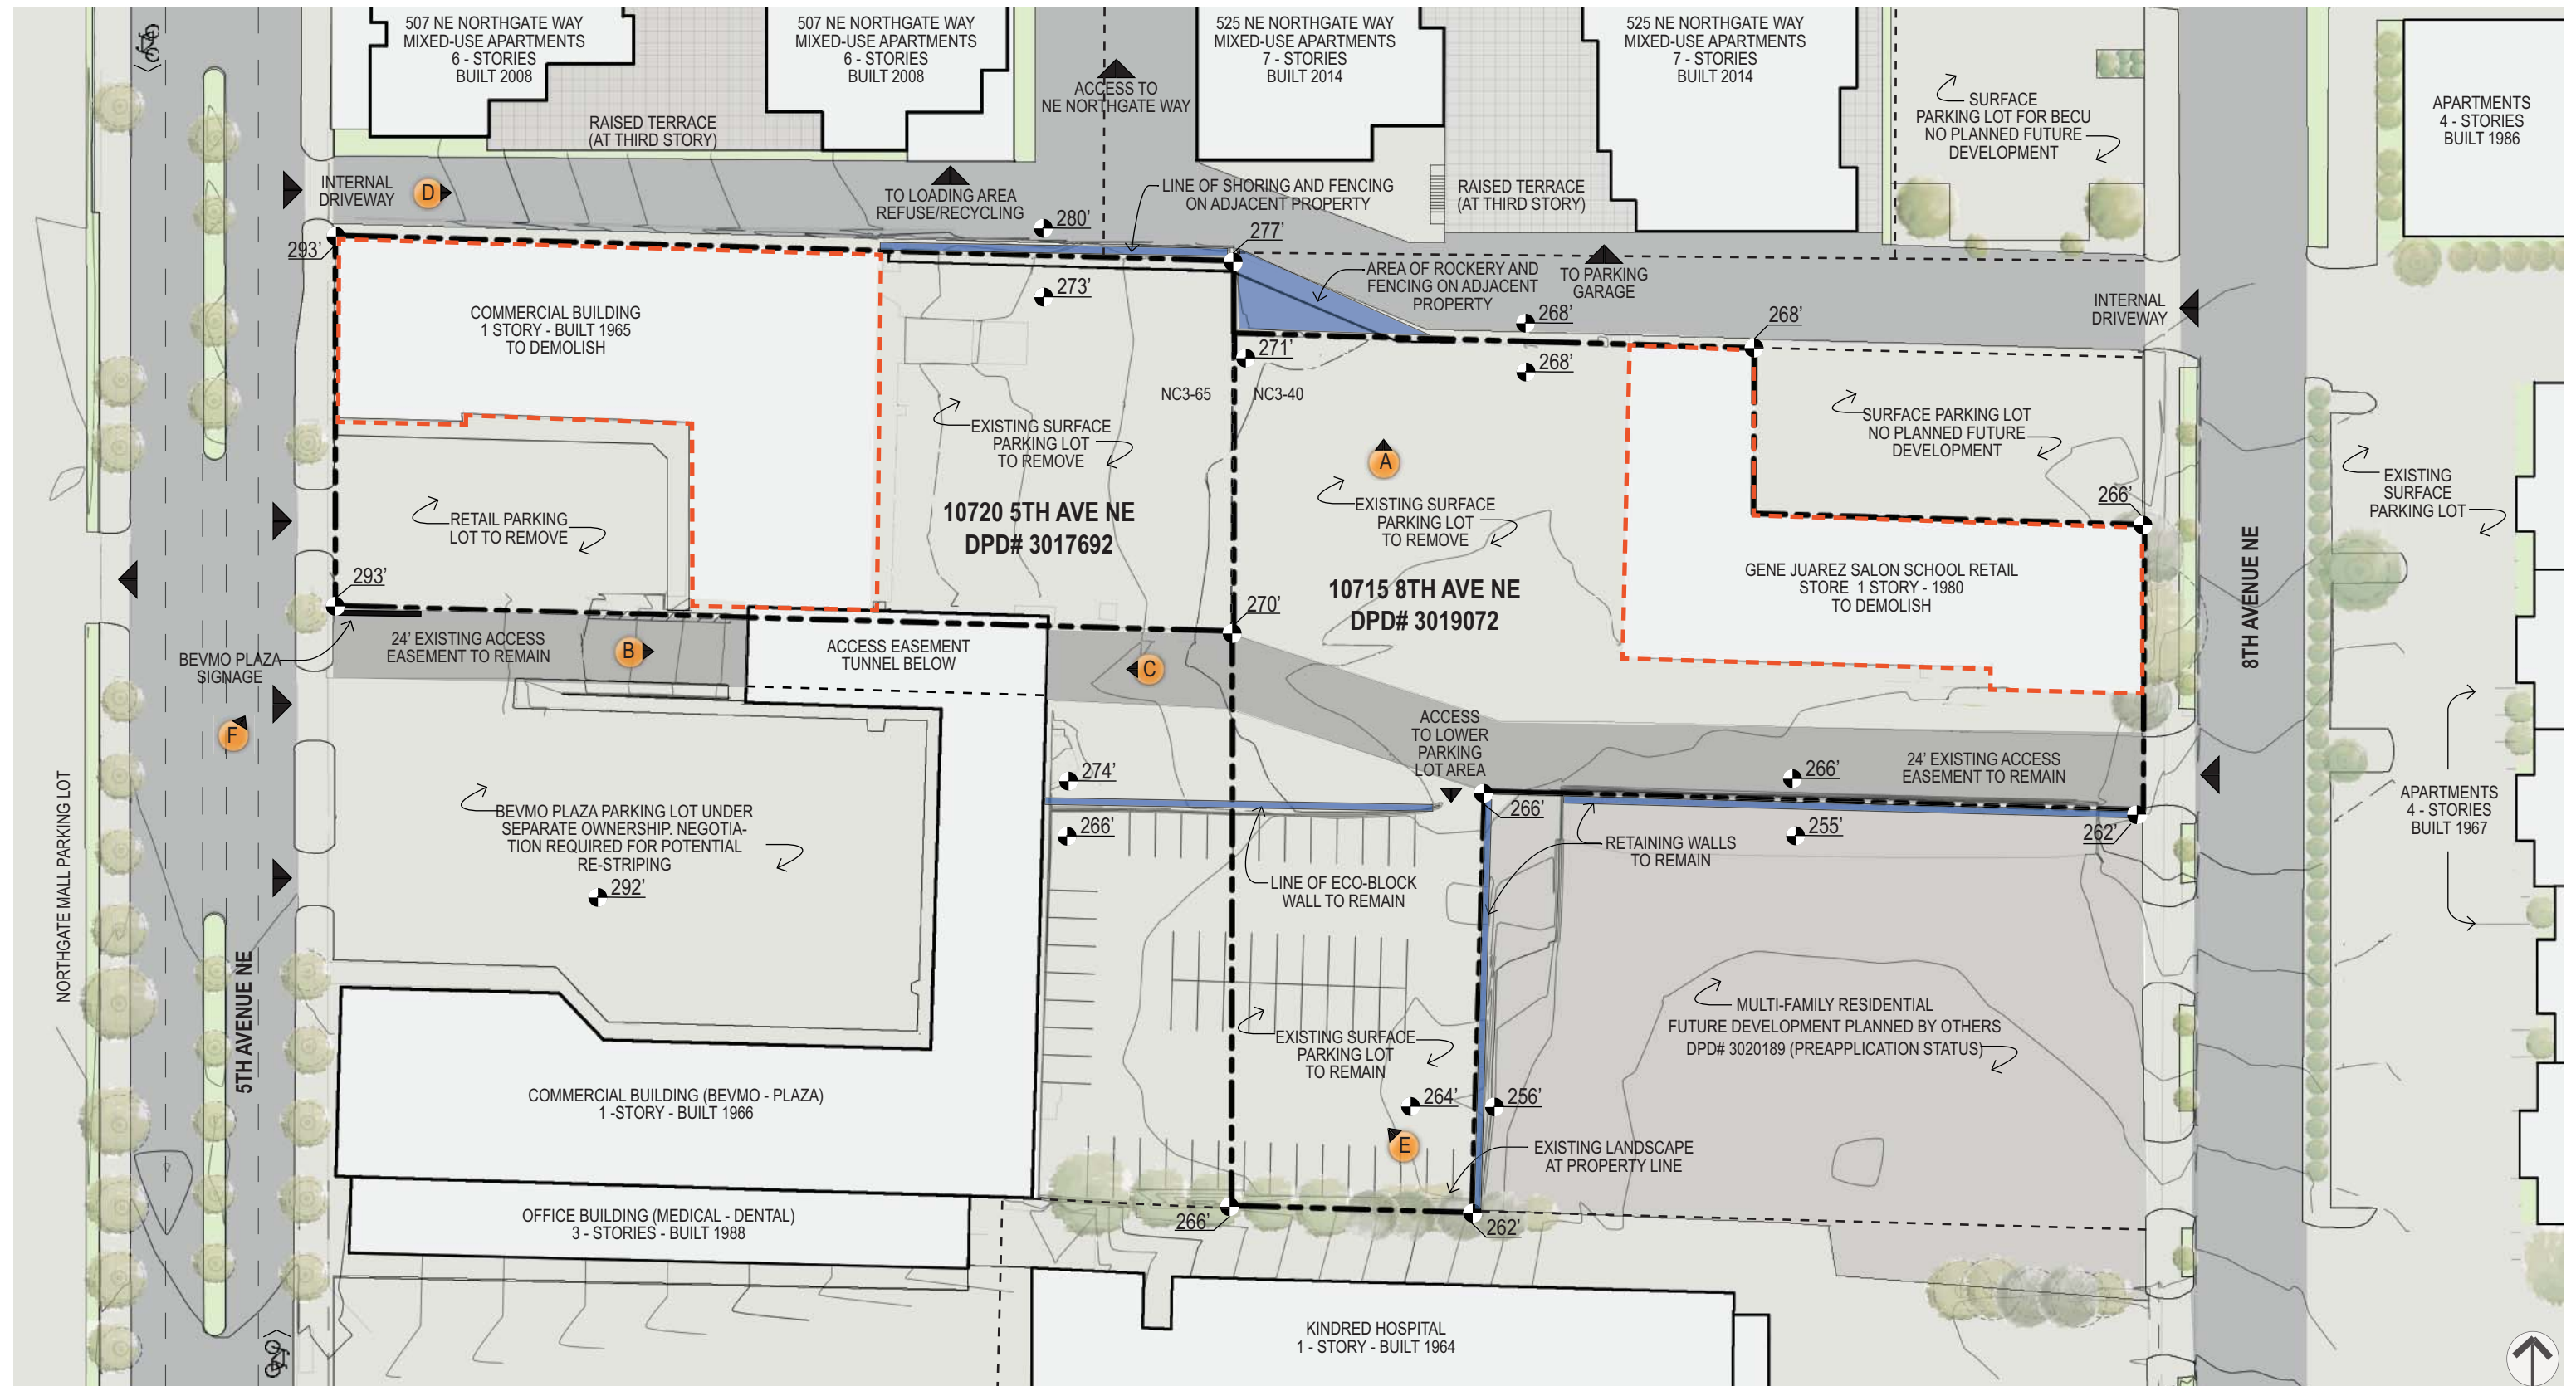 507 NE NORTHGATE WAY
MIXED-USE APARTMENTS
6 - STORIES
BUILT 2008
507 NE NORTHGATE WAY
MIXED-USE APARTMENTS
6 - STORIES
BUILT 2008
525 NE NORTHGATE WAY
MIXED-USE APARTMENTS
7 - STORIES
BUILT 2014
525 NE NORTHGATE WAY
MIXED-USE APARTMENTS
7 - STORIES
BUILT 2014
ACCESS TO
NE NORTHGATE WAY
SURFACE
PARKING LOT FOR BECU
NO PLANNED FUTURE
DEVELOPMENT
APARTMENTS
4 - STORIES
BUILT 1986
RAISED TERRACE
(AT THIRD STORY)
INTERNAL
DRIVEWAY
D
TO LOADING AREA
REFUSE/RECYCLING
LINE OF SHORING AND FENCING
ON ADJACENT PROPERTY
RAISED TERRACE
(AT THIRD STORY)
280'
277'
293'
273'
AREA OF ROCKERY AND
FENCING ON ADJACENT
PROPERTY
TO PARKING
GARAGE
INTERNAL
DRIVEWAY
268'
268'
268'
271'
COMMERCIAL BUILDING
1 STORY - BUILT 1965
TO DEMOLISH
NC3-65
NC3-40
EXISTING SURFACE
PARKING LOT
TO REMOVE
A
SURFACE PARKING LOT
NO PLANNED FUTURE
DEVELOPMENT
EXISTING
SURFACE
PARKING LOT
266'
RETAIL PARKING
LOT TO REMOVE
10720 5TH AVE NE
DPD# 3017692
EXISTING SURFACE
PARKING LOT
TO REMOVE
293'
10715 8TH AVE NE
DPD# 3019072
GENE JUAREZ SALON SCHOOL RETAIL
STORE 1 STORY - 1980
TO DEMOLISH
8TH AVENUE NE
270'
BEVMO PLAZA
SIGNAGE
24' EXISTING ACCESS
EASEMENT TO REMAIN
B
ACCESS EASEMENT
TUNNEL BELOW
C
F
ACCESS
TO LOWER
PARKING
LOT AREA
24' EXISTING ACCESS
EASEMENT TO REMAIN
274'
266'
266'
266'
255'
262'
APARTMENTS
4 - STORIES
BUILT 1967
NORTHGATE MALL PARKING LOT
BEVMO PLAZA PARKING LOT UNDER
SEPARATE OWNERSHIP. NEGOTIA-
TION REQUIRED FOR POTENTIAL
RE-STRIPING
292'
LINE OF ECO-BLOCK
WALL TO REMAIN
RETAINING WALLS
TO REMAIN
5TH AVENUE NE
EXISTING SURFACE
PARKING LOT
TO REMAIN
MULTI-FAMILY RESIDENTIAL
FUTURE DEVELOPMENT PLANNED BY OTHERS
DPD# 3020189 (PREAPPLICATION STATUS)
COMMERCIAL BUILDING (BEVMO - PLAZA)
1 -STORY - BUILT 1966
264'
256'
E
EXISTING LANDSCAPE
AT PROPERTY LINE
OFFICE BUILDING (MEDICAL - DENTAL)
3 - STORIES - BUILT 1988
266'
262'
KINDRED HOSPITAL
1 - STORY - BUILT 1964